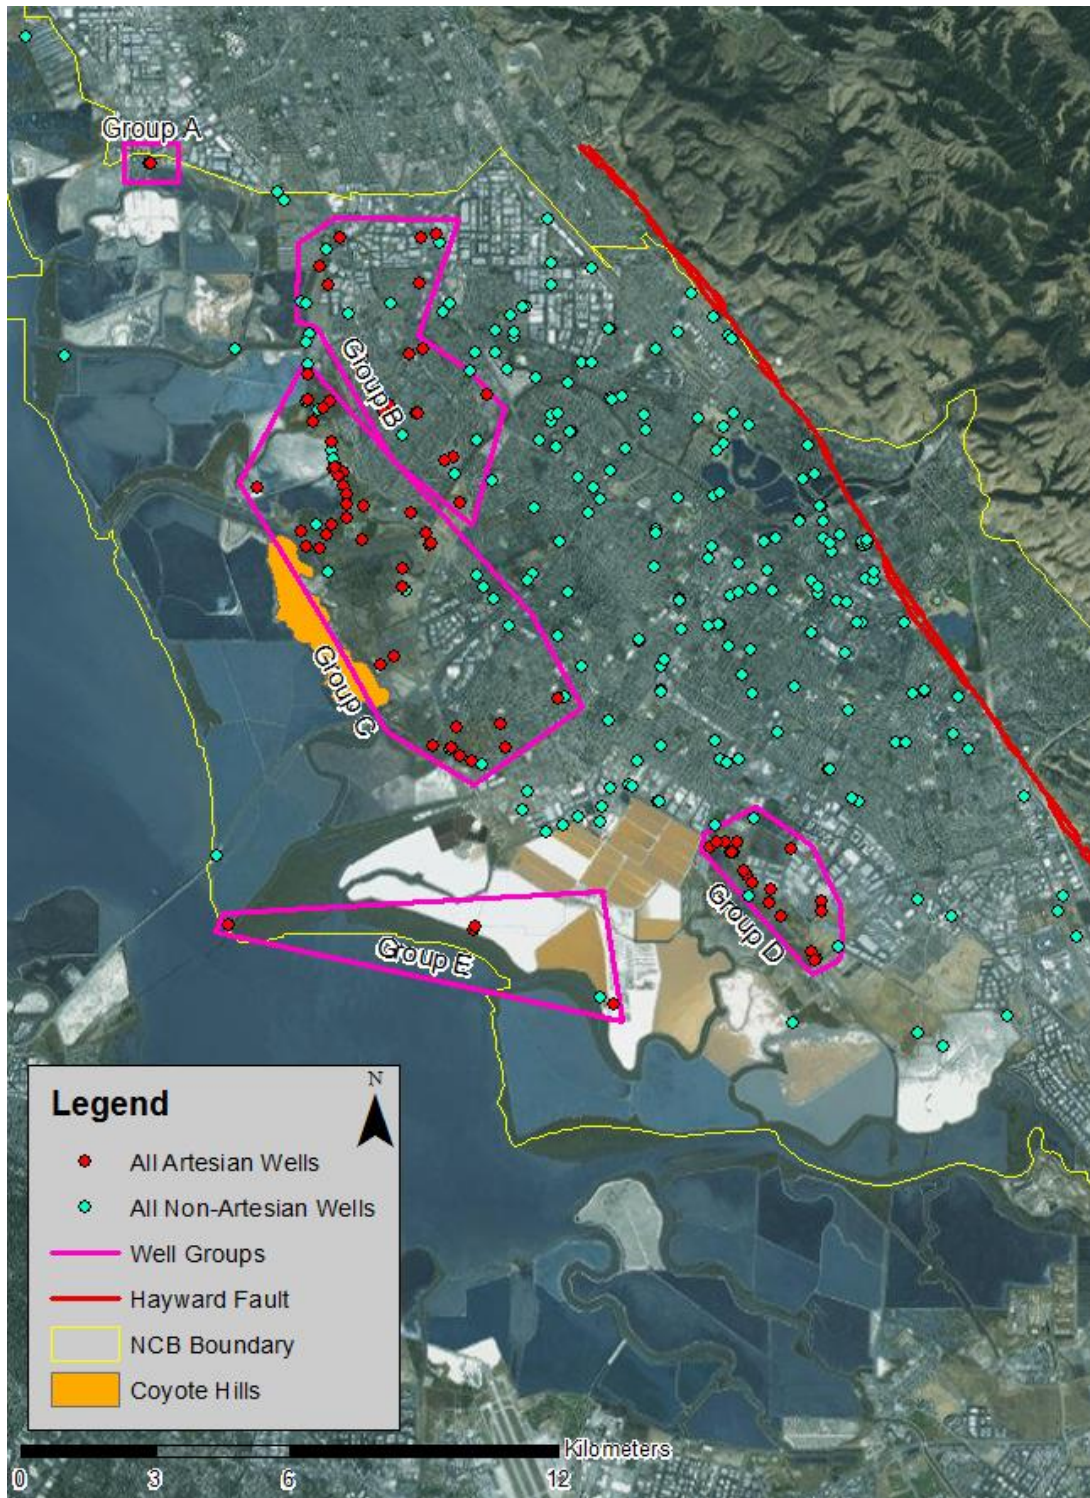 Group A
Group B
Group C
Group D
Group E
Legend
N
All Artesian Wells
All Non-Artesian Wells
Well Groups
Hayward Fault
NCB Boundary
Coyote Hills
Kilometers
0 3 6 12